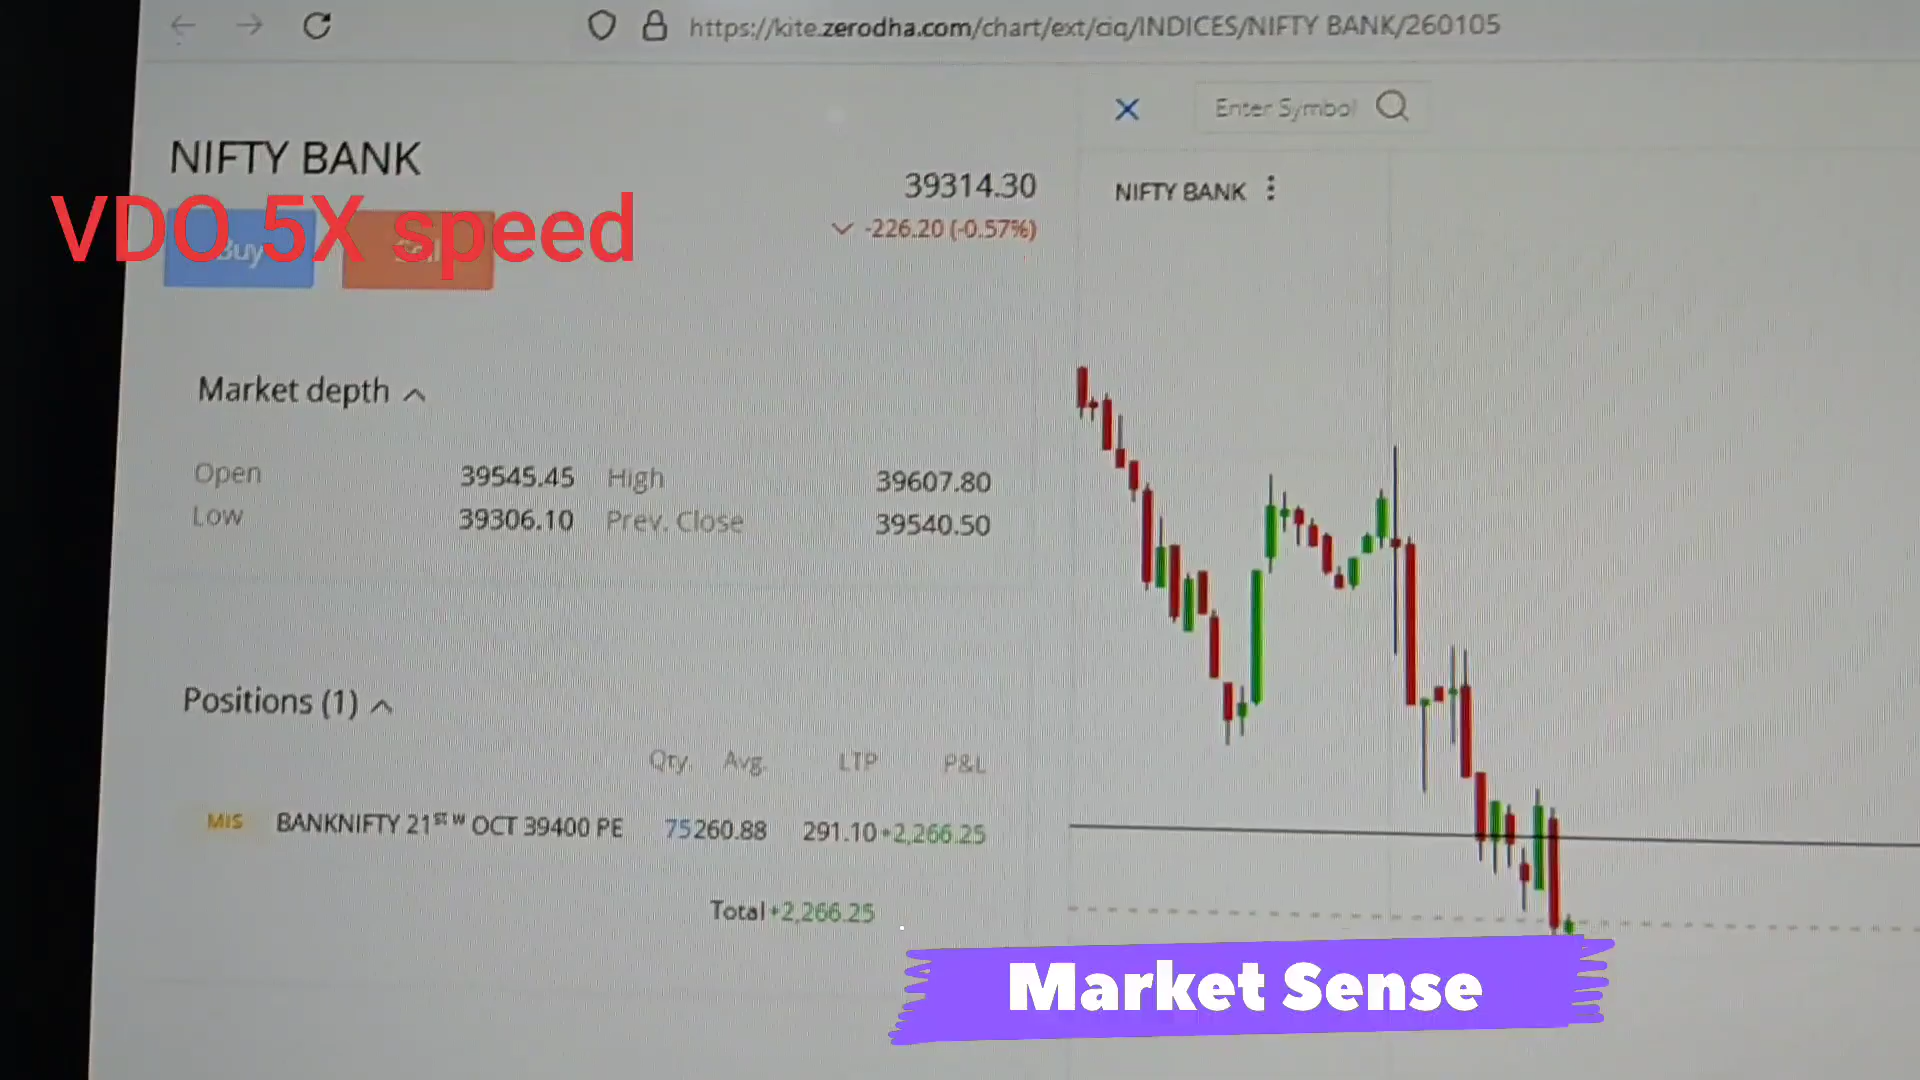 https://kite.zerodha.com/chart/ext/ciq/INDICES/NIFTY BANK/260105
Enter Symbol
NIFTY BANK
39314.30
-226.20 (-0.57%)
NIFTY BANK
VDO 5X speed
Buy
Sell
Market depth
Open 39545.45 High 39607.80
Low 39306.10 Prev. Close 39540.50
Positions (1)
Qty. Avg. LTP P&L
MIS BANKNIFTY 21ST W OCT 39400 PE 75 260.88 291.10 +2,266.25
Total +2,266.25
Market Sense